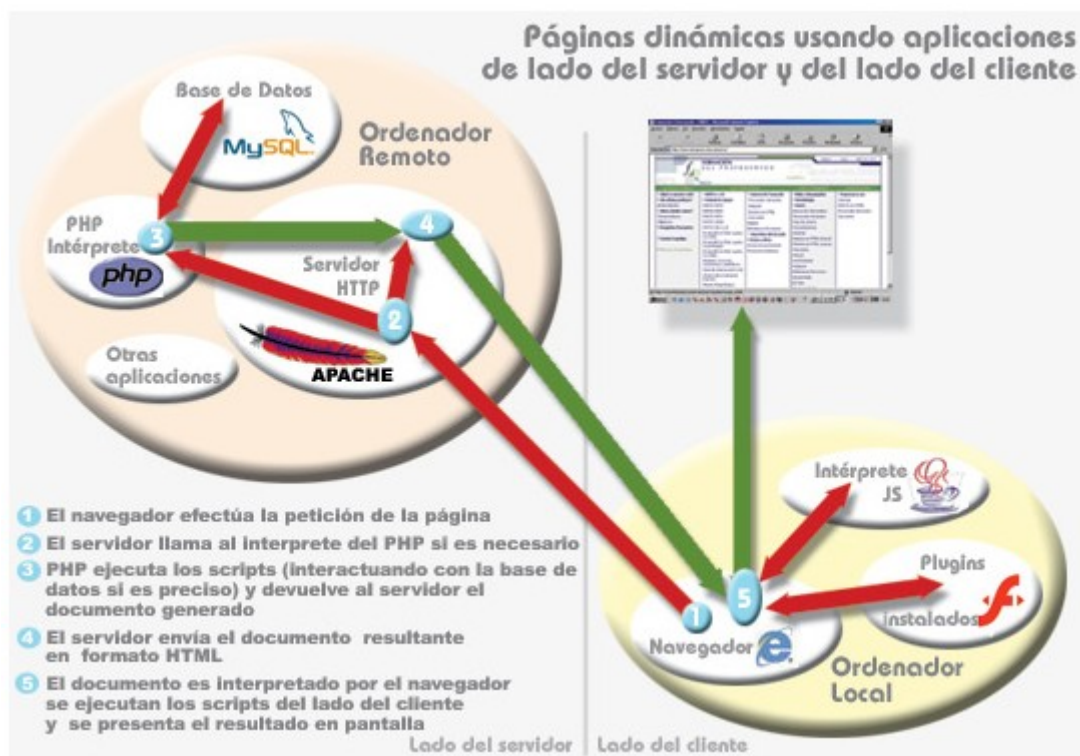 Páginas dinámicas usando aplicaciones
de lado del servidor y del lado del cliente
Base de Datos
MySQL
Ordenador
Remoto
PHP
Intérprete
php
3
4
Servidor
HTTP
2
APACHE
Otras
aplicaciones
Intérprete
JS
Plugins
instalados
1
5
Navegador
Ordenador
Local
1 El navegador efectúa la petición de la página
2 El servidor llama al interprete del PHP si es necesario
3 PHP ejecuta los scripts (interactuando con la base de
datos si es preciso) y devuelve al servidor el
documento generado
4 El servidor envía el documento resultante
en formato HTML
5 El documento es interpretado por el navegador
se ejecutan los scripts del lado del cliente
y se presenta el resultado en pantalla
Lado del servidor
Lado del cliente